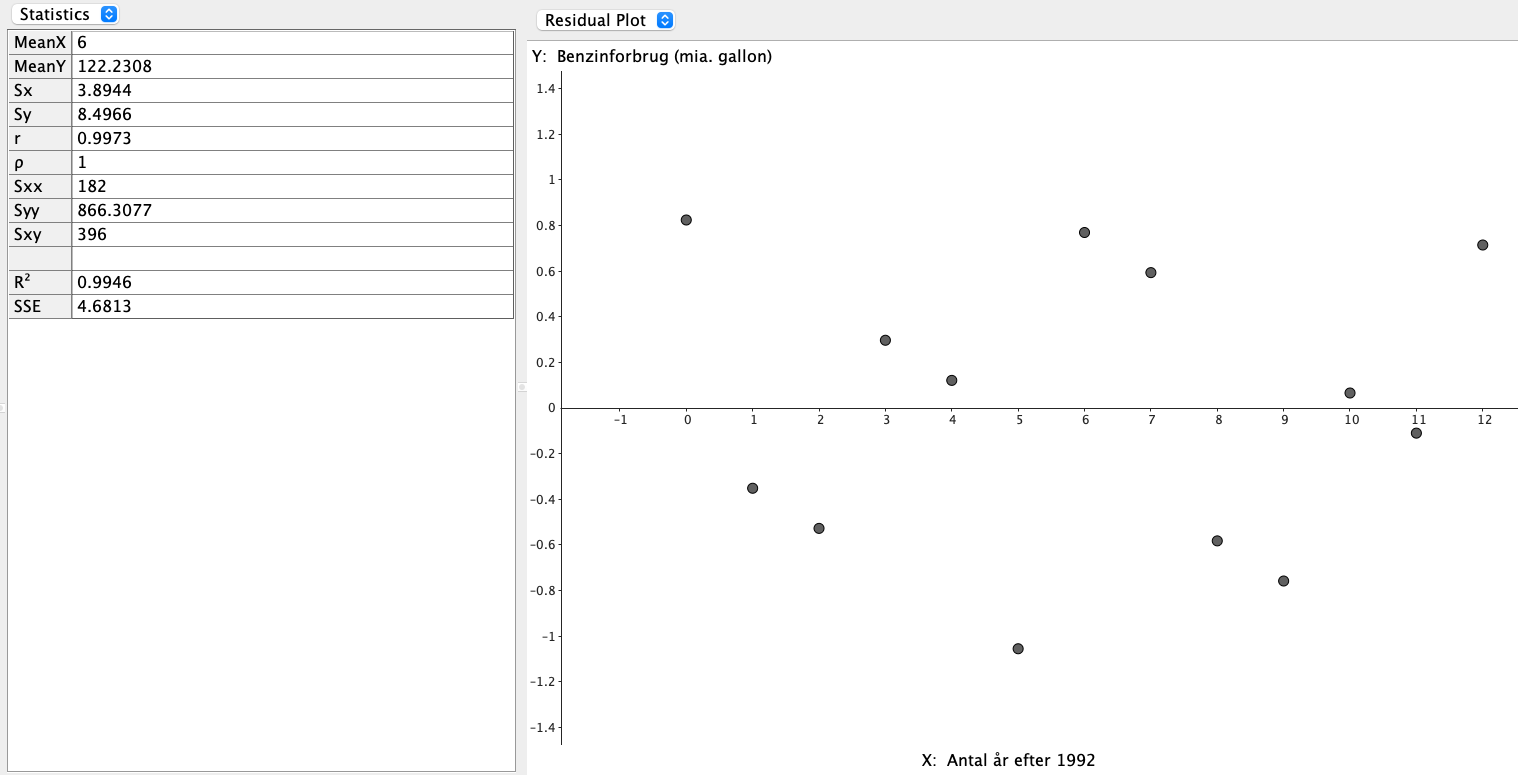 Statistics
MeanX 6
MeanY 122.2308
Sx 3.8944
Sy 8.4966
r 0.9973
ρ 1
Sxx 182
Syy 866.3077
Sxy 396
R² 0.9946
SSE 4.6813
Residual Plot
Y: Benzinforbrug (mia. gallon)
1.4
1.2
1
0.8
0.6
0.4
0.2
0
-0.2
-0.4
-0.6
-0.8
-1
-1.2
-1.4
-1 0 1 2 3 4 5 6 7 8 9 10 11 12
X: Antal år efter 1992